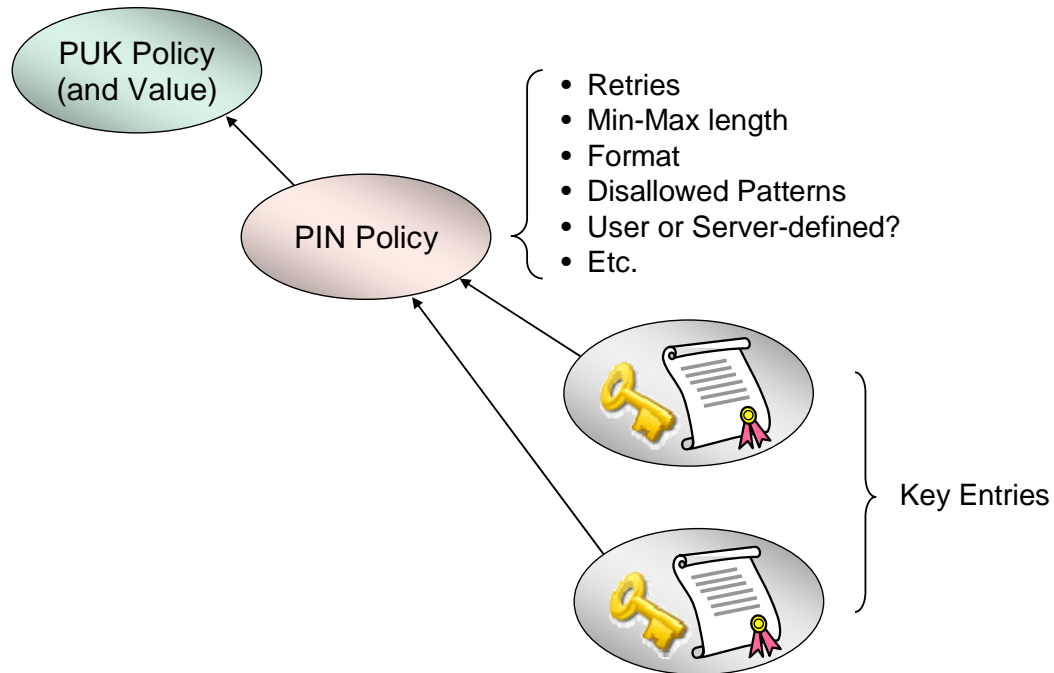 PUK Policy
(and Value)
• Retries
• Min-Max length
• Format
• Disallowed Patterns
• User or Server-defined?
• Etc.
PIN Policy
Key Entries